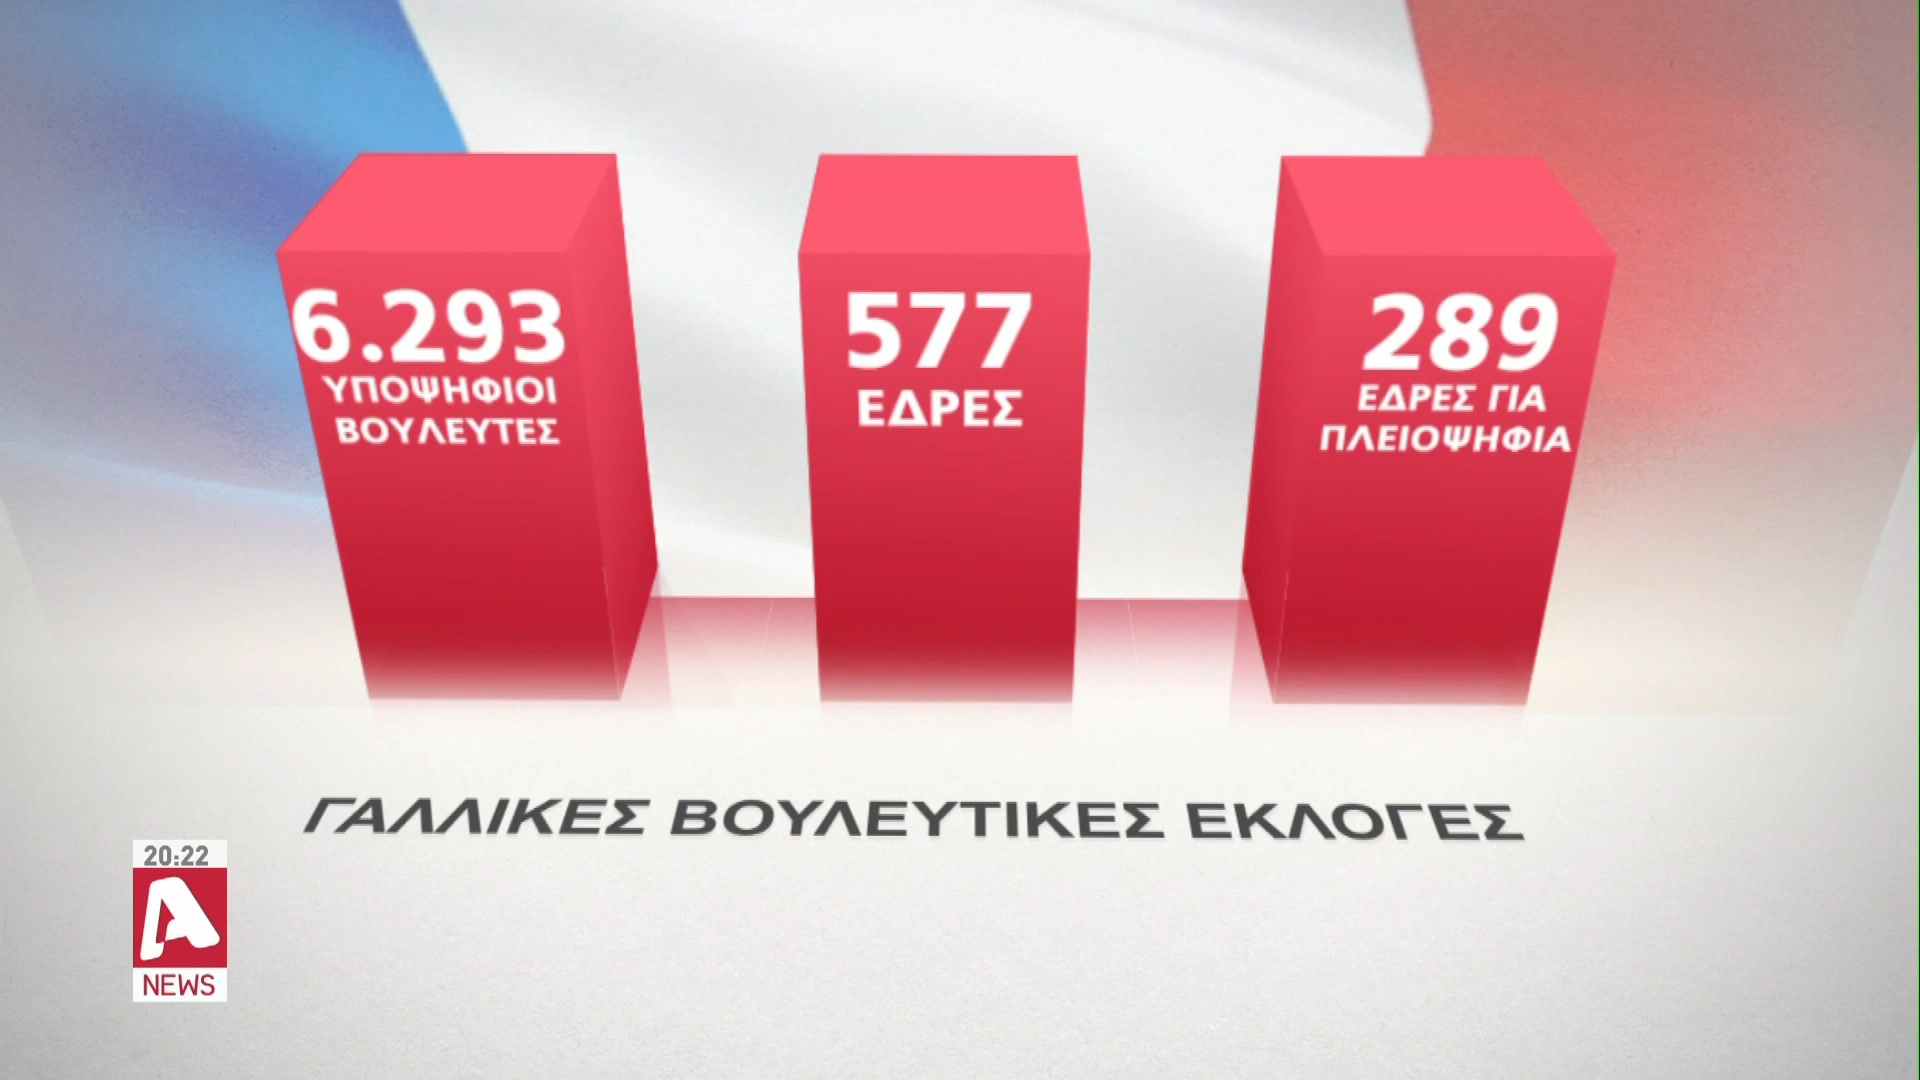 6.293
ΥΠΟΨΗΦΙΟΙ
ΒΟΥΛΕΥΤΕΣ
577
ΕΔΡΕΣ
289
ΕΔΡΕΣ ΓΙΑ
ΠΛΕΙΟΨΗΦΙΑ
ΓΑΛΛΙΚΕΣ ΒΟΥΛΕΥΤΙΚΕΣ ΕΚΛΟΓΕΣ
20:22
A
NEWS